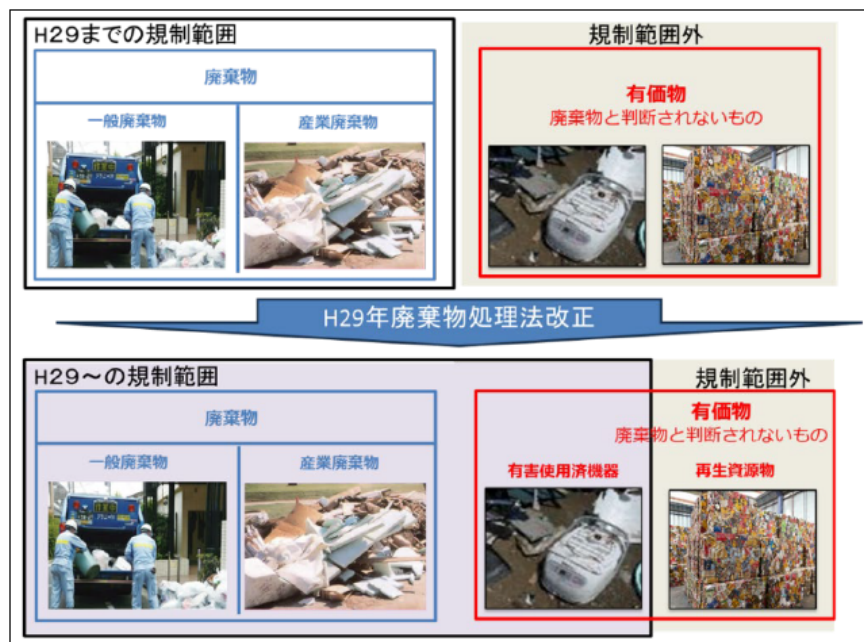 H29までの規制範囲
規制範囲外
廃棄物
一般廃棄物
産業廃棄物
有価物
廃棄物と判断されないもの
H29年廃棄物処理法改正
H29～の規制範囲
規制範囲外
廃棄物
一般廃棄物
産業廃棄物
有価物
廃棄物と判断されないもの
有害使用済機器
再生資源物